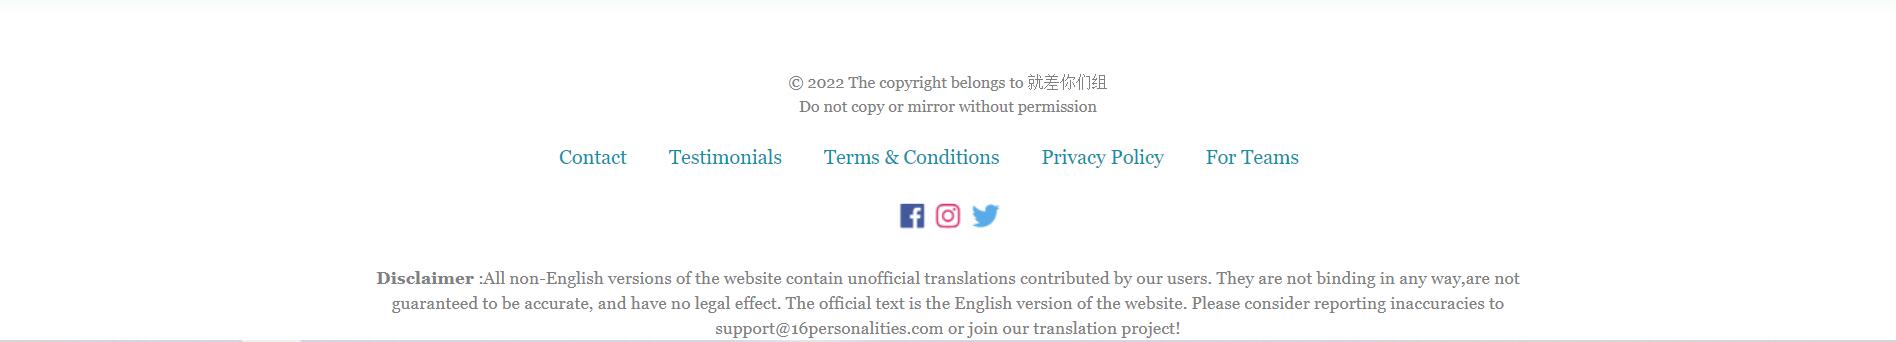 © 2022 The copyright belongs to 就差你们组
Do not copy or mirror without permission
Contact Testimonials Terms & Conditions Privacy Policy For Teams
Disclaimer :All non-English versions of the website contain unofficial translations contributed by our users. They are not binding in any way,are not
guaranteed to be accurate, and have no legal effect. The official text is the English version of the website. Please consider reporting inaccuracies to
support@16personalities.com or join our translation project!